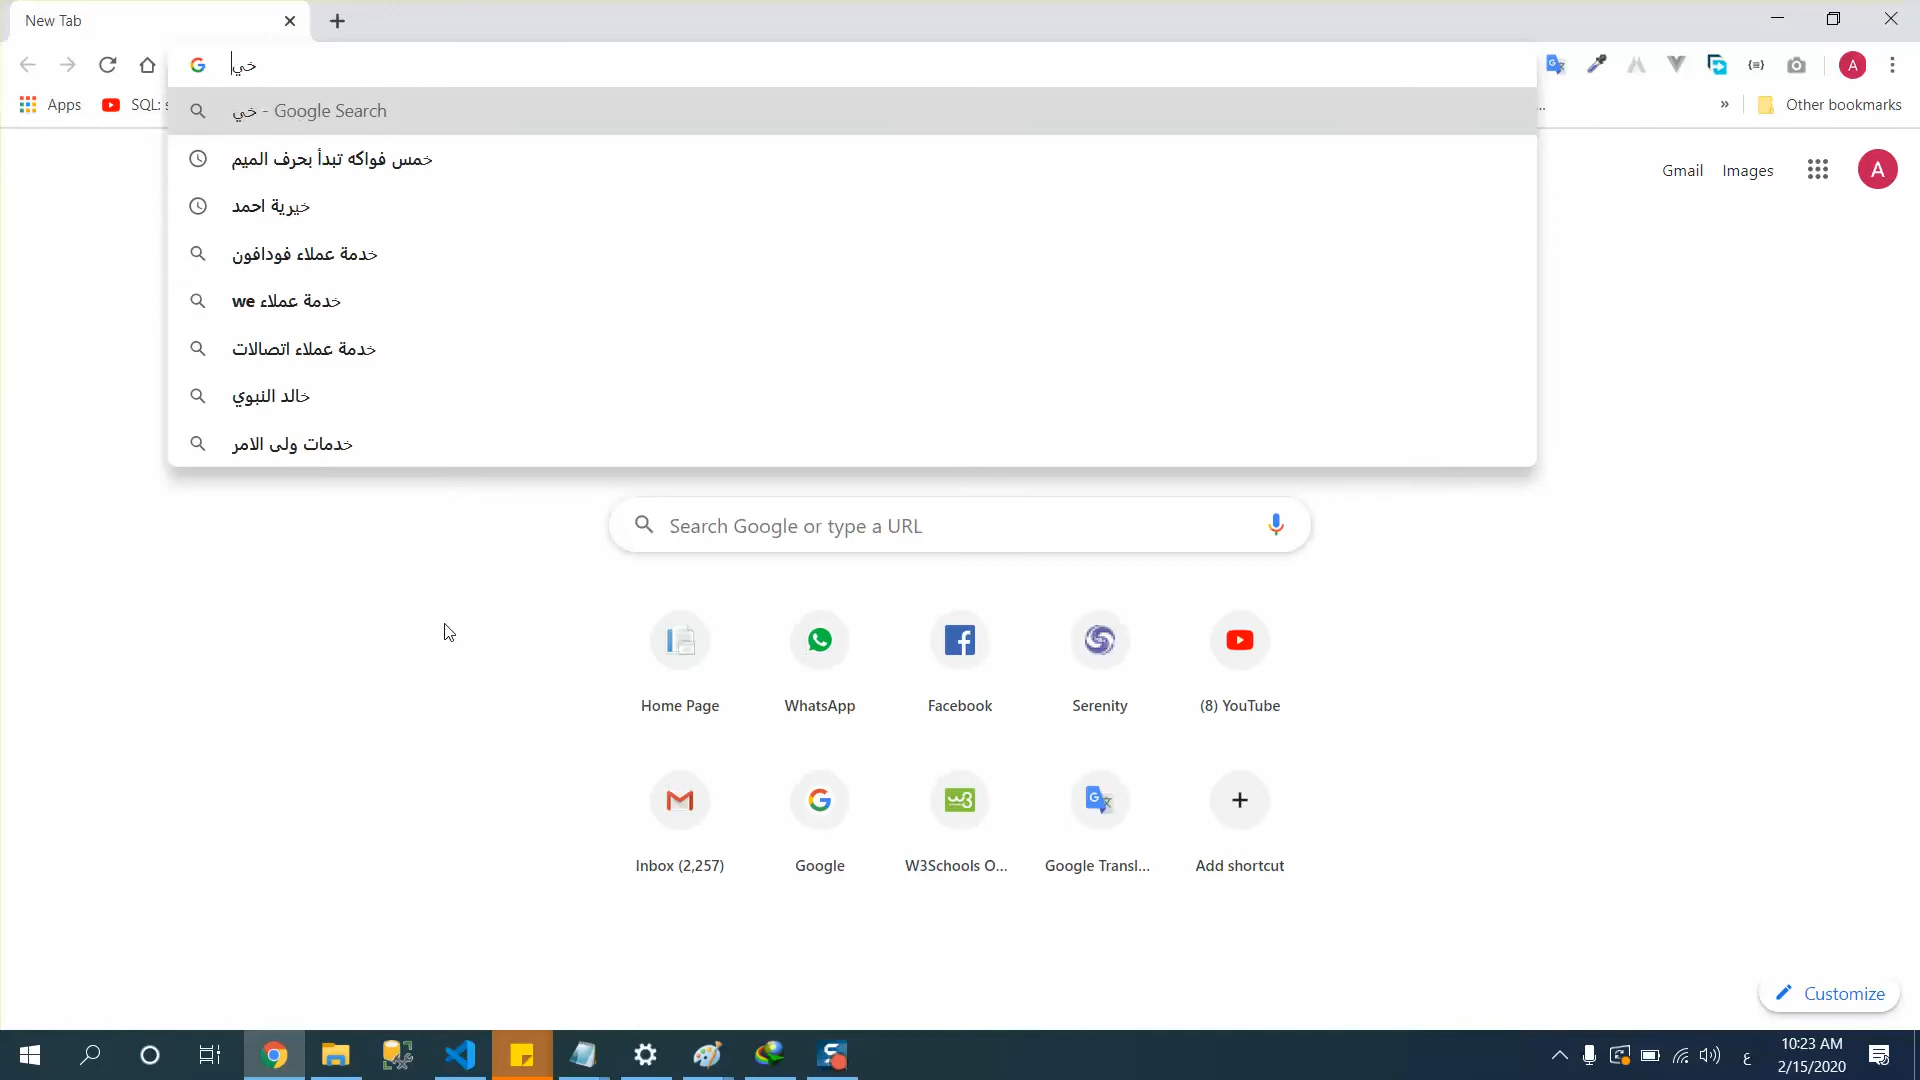 New Tab
خي
Apps
SQL: s
...
»
Other bookmarks
خي - Google Search
خمس فواكه تبدأ بحرف الميم
خيرية احمد
خدمة عملاء فودافون
خدمة عملاء we
خدمة عملاء اتصالات
خالد النبوي
خدمات ولى الامر
Gmail Images A
Search Google or type a URL
Home Page
WhatsApp
Facebook
Serenity
(8) YouTube
Inbox (2,257)
Google
W3Schools O...
Google Transl...
Add shortcut
Customize
ع
10:23 AM
2/15/2020